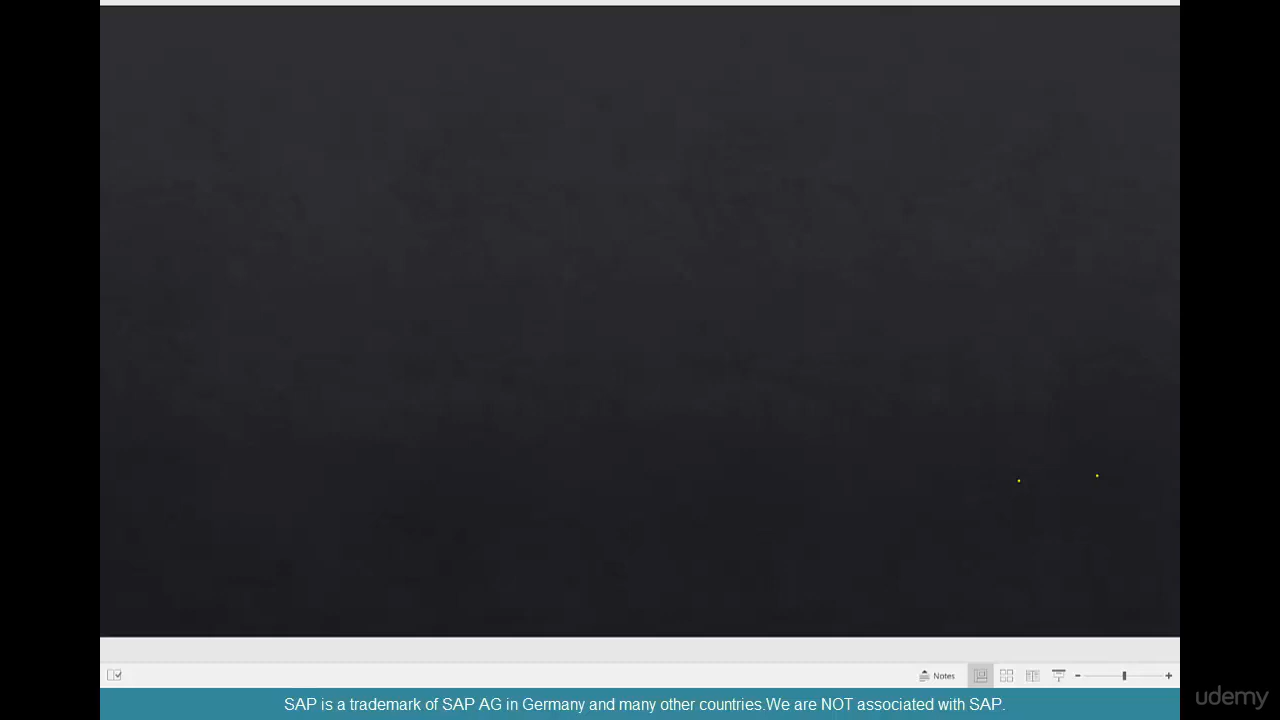 Notes
SAP is a trademark of SAP AG in Germany and many other countries.We are NOT associated with SAP.
udemy